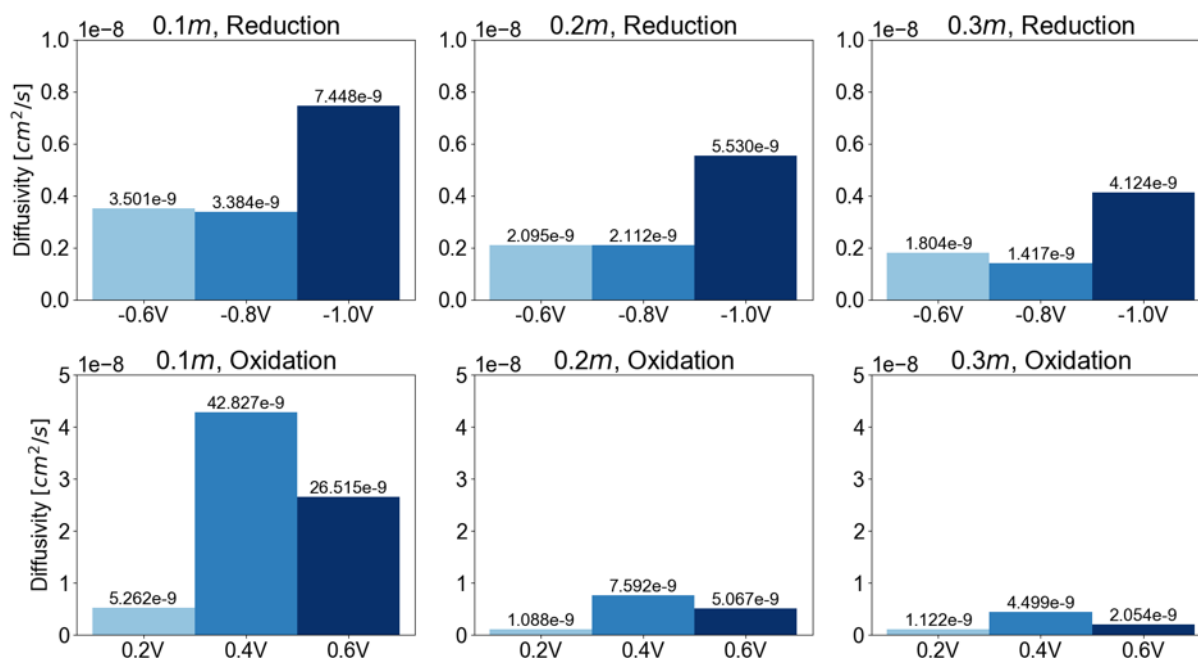 1e−8 0.1m, Reduction
1e−8 0.2m, Reduction
1e−8 0.3m, Reduction
Diffusivity [cm²/s]
1.0
0.8
0.6
0.4
0.2
0.0
3.501e-9
3.384e-9
7.448e-9
-0.6V -0.8V -1.0V
1.0
0.8
0.6
0.4
0.2
0.0
2.095e-9
2.112e-9
5.530e-9
-0.6V -0.8V -1.0V
1.0
0.8
0.6
0.4
0.2
0.0
1.804e-9
1.417e-9
4.124e-9
-0.6V -0.8V -1.0V
1e−8 0.1m, Oxidation
1e−8 0.2m, Oxidation
1e−8 0.3m, Oxidation
Diffusivity [cm²/s]
5
4
3
2
1
0
5.262e-9
42.827e-9
26.515e-9
0.2V 0.4V 0.6V
5
4
3
2
1
0
1.088e-9
7.592e-9
5.067e-9
0.2V 0.4V 0.6V
5
4
3
2
1
0
1.122e-9
4.499e-9
2.054e-9
0.2V 0.4V 0.6V